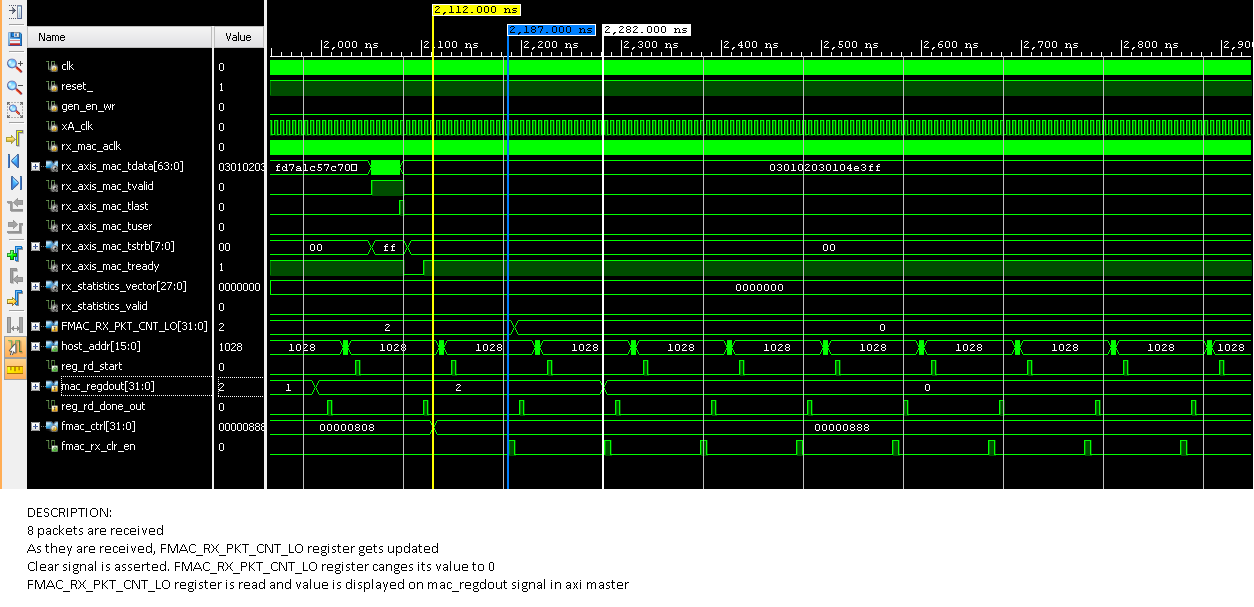 2,112.000 ns
2,187.000 ns 2,282.000 ns
Name Value
2,000 ns 2,100 ns 2,200 ns 2,300 ns 2,400 ns 2,500 ns 2,600 ns 2,700 ns 2,800 ns 2,900
clk 0
reset_ 1
gen_en_wr 0
xA_clk 0
rx_mac_aclk 0
rx_axis_mac_tdata[63:0] 03010203 fd7a1c57c70 030102030104e3ff
rx_axis_mac_tvalid 0
rx_axis_mac_tlast 0
rx_axis_mac_tuser 0
rx_axis_mac_tstrb[7:0] 00 00 ff 00
rx_axis_mac_tready 1
rx_statistics_vector[27:0] 0000000 0000000
rx_statistics_valid 0
FMAC_RX_PKT_CNT_LO[31:0] 2 2 0
host_addr[15:0] 1028 1028 1028 1028 1028 1028 1028 1028 1028 1028 1028 1028
reg_rd_start 0
mac_regdout[31:0] 2 1 2 0
reg_rd_done_out 0
fmac_ctrl[31:0] 00000888 00000808 00000888
fmac_rx_clr_en 0
DESCRIPTION:
8 packets are received
As they are received, FMAC_RX_PKT_CNT_LO register gets updated
Clear signal is asserted. FMAC_RX_PKT_CNT_LO register canges its value to 0
FMAC_RX_PKT_CNT_LO register is read and value is displayed on mac_regdout signal in axi master